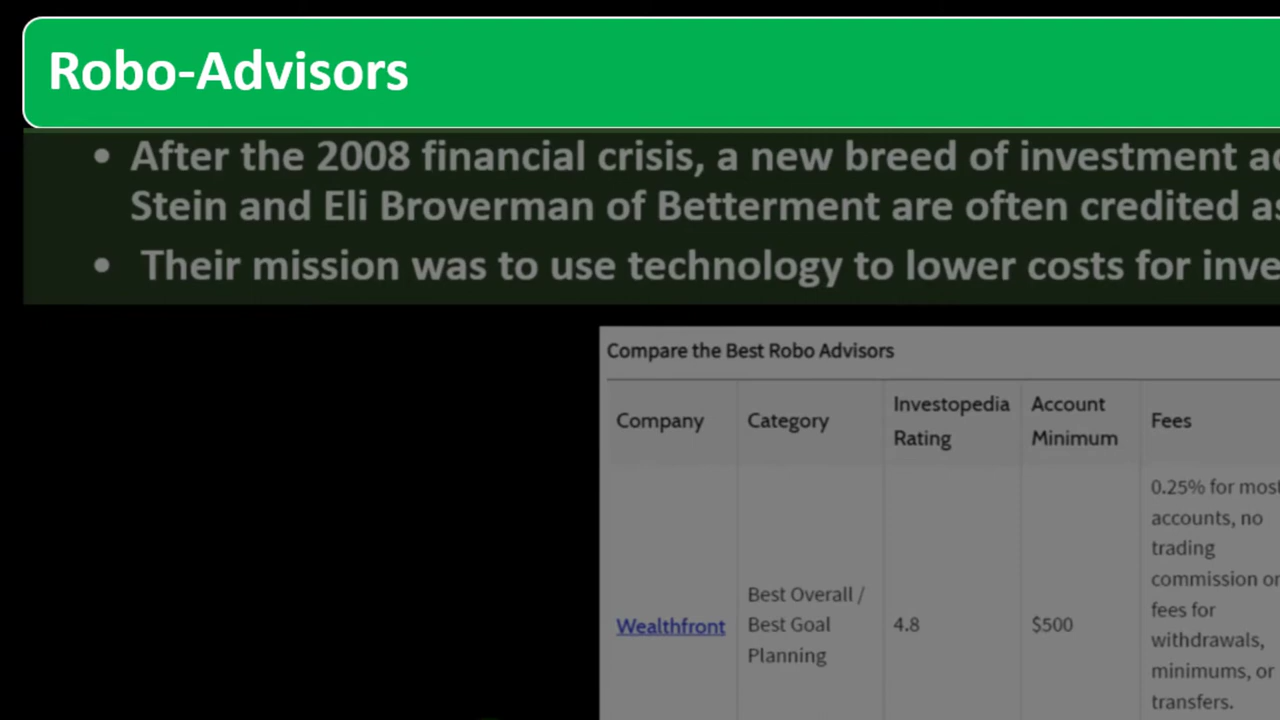 Robo-Advisors
• After the 2008 financial crisis, a new breed of investment
Stein and Eli Broverman of Betterment are often credited
• Their mission was to use technology to lower costs for
Compare the Best Robo Advisors
Company
Category
Investopedia
Rating
Account
Minimum
Fees
Wealthfront
Best Overall /
Best Goal
Planning
4.8
$500
0.25% for most
accounts, no
trading
commission or
fees for
withdrawals,
minimums, or
transfers.